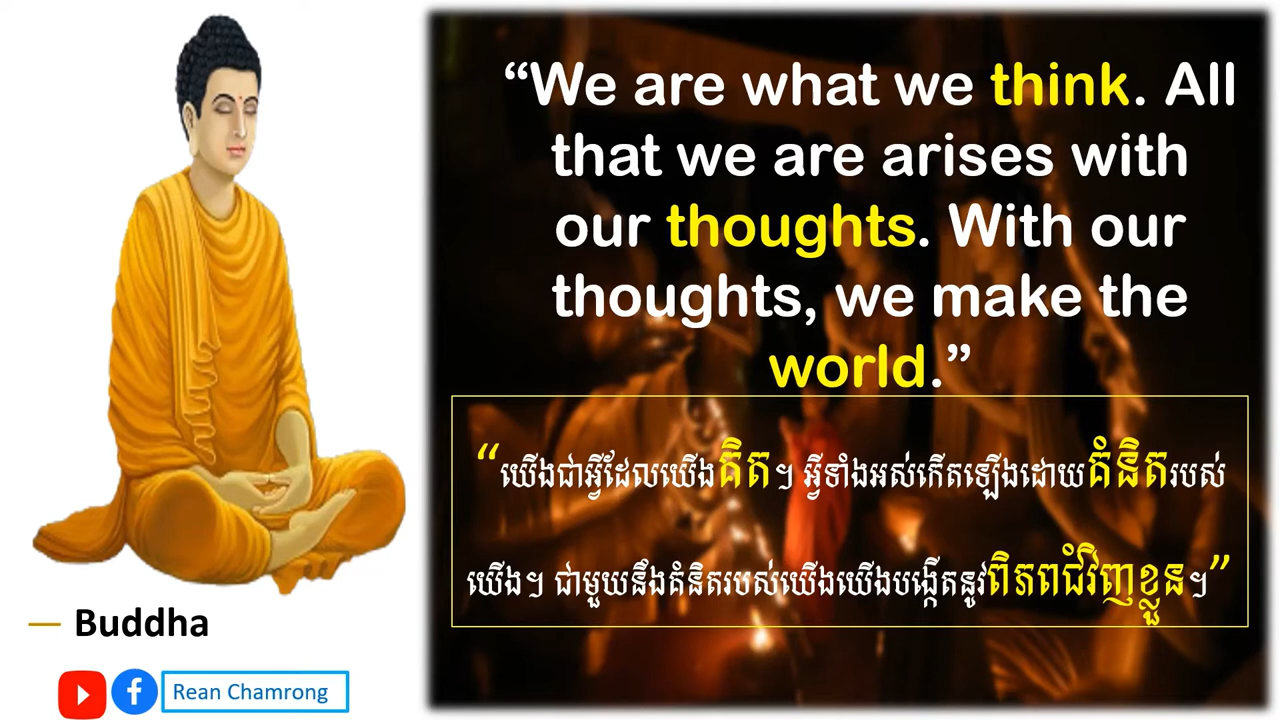 “We are what we think. All
that we are arises with
our thoughts. With our
thoughts, we make the
world.”
“យើងជាអ្វីដែលយើងគិត។ អ្វីទាំងអស់កើតឡើងដោយគំនិតរបស់
យើង។ ជាមួយនឹងគំនិតរបស់យើងយើងបង្កើតនូវពិភពជំវិញខ្លួន។”
— Buddha
Rean Chamrong